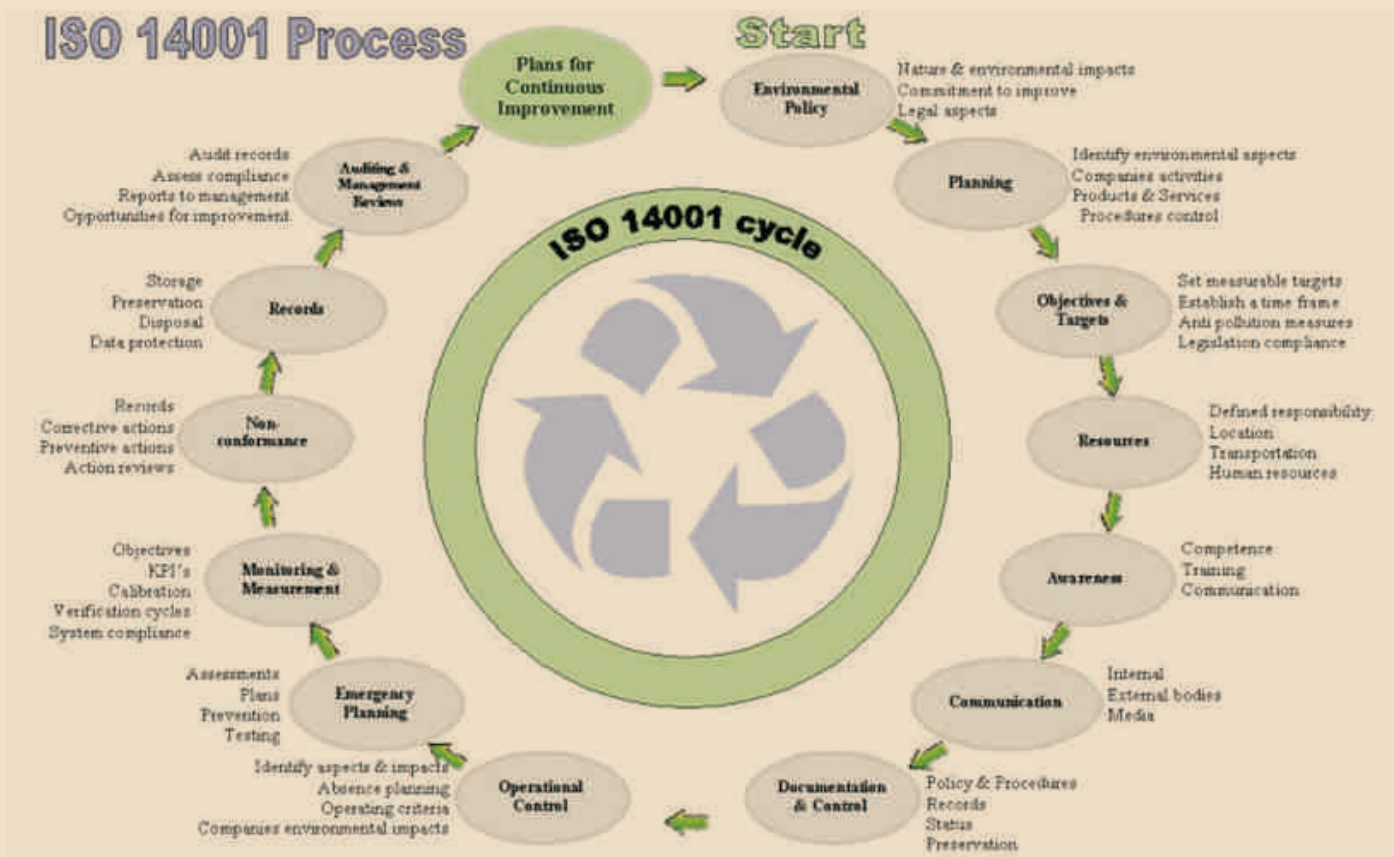 ISO 14001 Process
Start
Plans for
Continuous
Improvement
Environmental
Policy
Nature & environmental impacts
Commitment to improve
Legal aspects
Planning
Identify environmental aspects
Companies activities
Products & Services
Procedures control
Objectives &
Targets
Set measurable targets
Establish a time frame
Anti pollution measures
Legislation compliance
Resources
Defined responsibility
Location
Transportation
Human resources
Awareness
Competence
Training
Communication
Communication
Internal
External bodies
Media
Documentation
& Control
Policy & Procedures
Records
Status
Preservation
Operational
Control
Identify aspects & impacts
Absence planning
Operating criteria
Companies environmental impacts
Emergency
Planning
Assessments
Plans
Prevention
Testing
Monitoring &
Measurement
Objectives
KPI's
Calibration
Verification cycles
System compliance
Non-
conformance
Records
Corrective actions
Preventive actions
Action reviews
Records
Storage
Preservation
Disposal
Data protection
Auditing &
Management
Reviews
Audit records
Assess compliance
Reports to management
Opportunities for improvement
ISO 14001 cycle